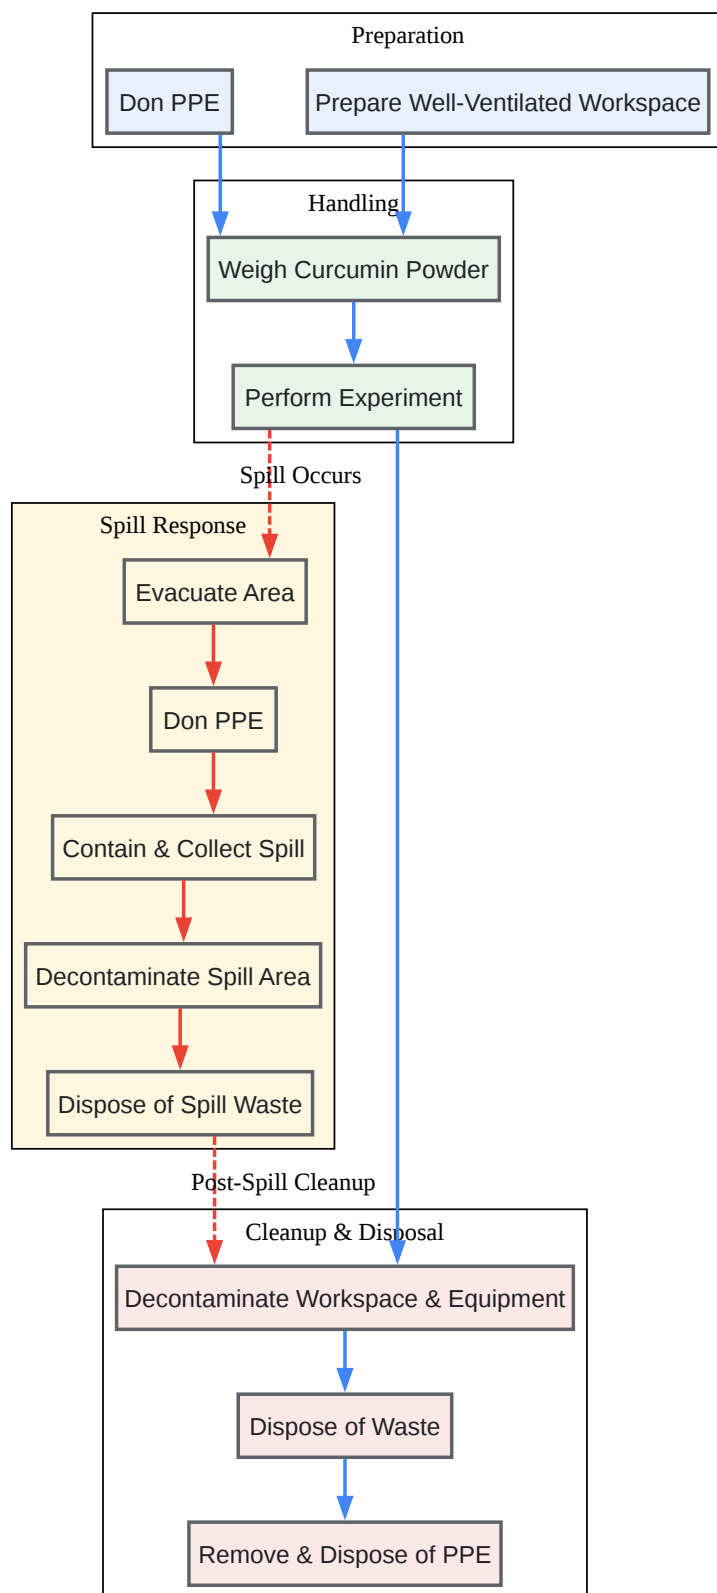 Preparation
Don PPE
Prepare Well-Ventilated Workspace
Handling
Weigh Curcumin Powder
Perform Experiment
Spill Occurs
Spill Response
Evacuate Area
Don PPE
Contain & Collect Spill
Decontaminate Spill Area
Dispose of Spill Waste
Post-Spill Cleanup
Cleanup & Disposal
Decontaminate Workspace & Equipment
Dispose of Waste
Remove & Dispose of PPE